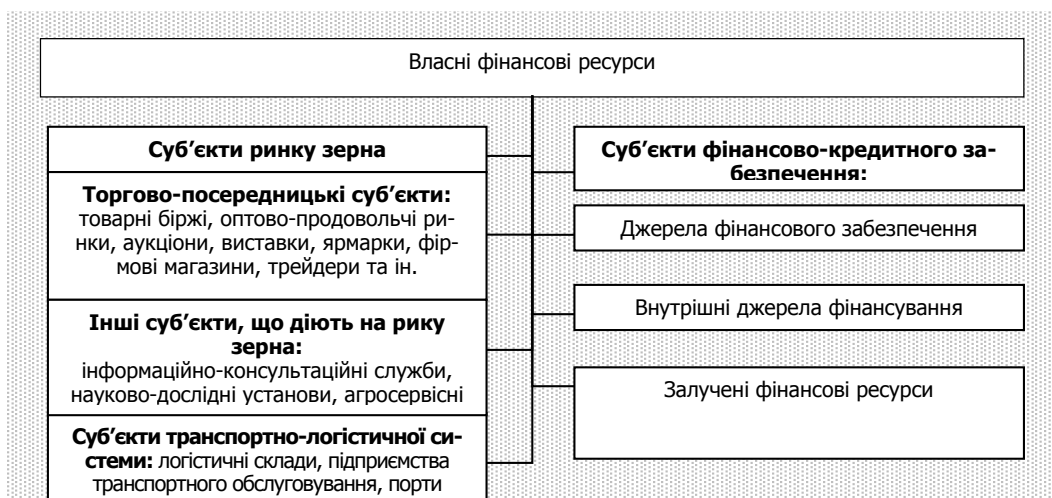 Власні фінансові ресурси
Суб’єкти ринку зерна
Торгово-посередницькі суб’єкти:
товарні біржі, оптово-продовольчі ри-
нки, аукціони, виставки, ярмарки, фір-
мові магазини, трейдери та ін.
Інші суб’єкти, що діють на рику
зерна:
інформаційно-консультаційні служби,
науково-дослідні установи, агросервісні
Суб’єкти транспортно-логістичної си-
стеми: логістичні склади, підприємства
транспортного обслуговування, порти
Суб’єкти фінансово-кредитного за-
безпечення:
Джерела фінансового забезпечення
Внутрішні джерела фінансування
Залучені фінансові ресурси